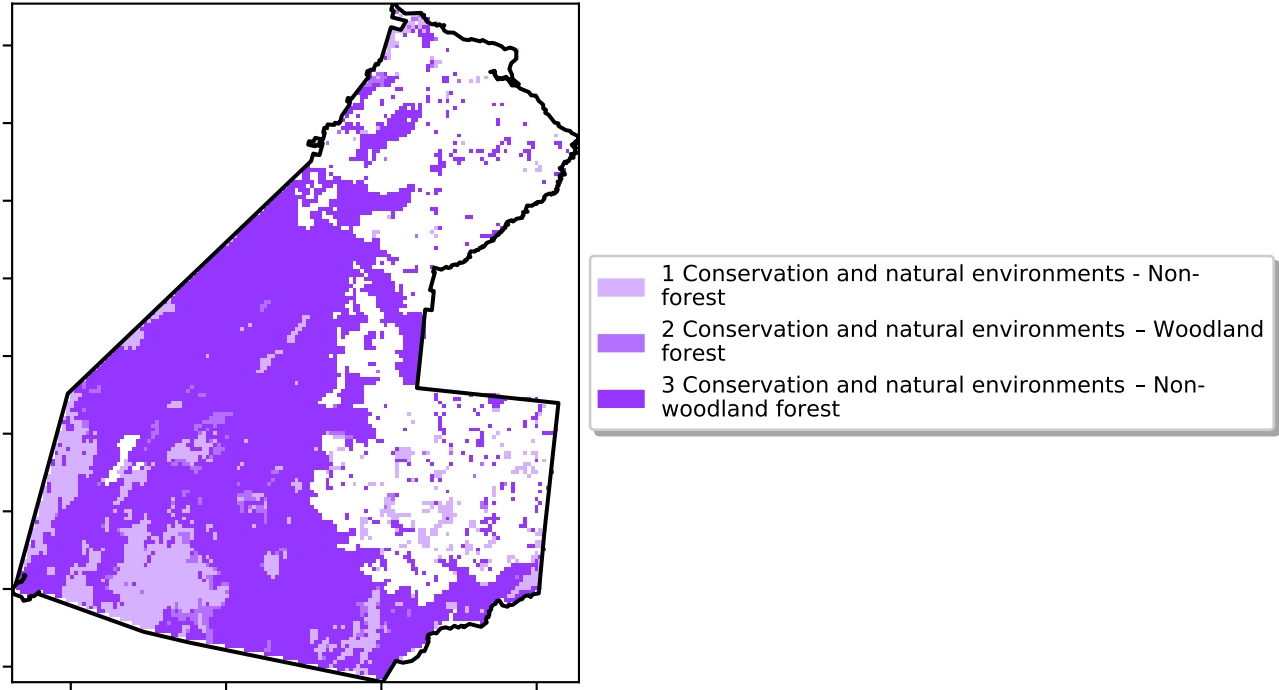 1 Conservation and natural environments - Non-
forest
2 Conservation and natural environments – Woodland
forest
3 Conservation and natural environments – Non-
woodland forest